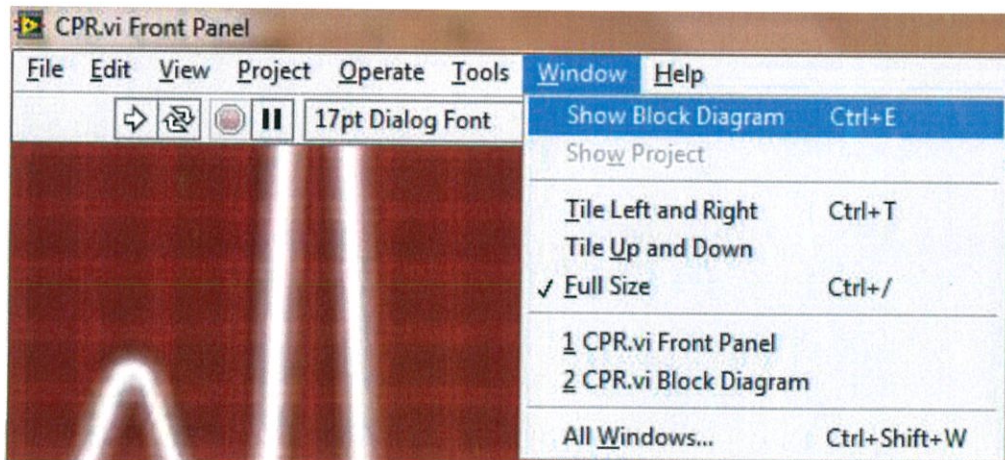 CPR.vi Front Panel
File Edit View Project Operate Tools Window Help
17pt Dialog Font
Show Block Diagram Ctrl+E
Show Project
Tile Left and Right Ctrl+T
Tile Up and Down
✓ Full Size Ctrl+/
1 CPR.vi Front Panel
2 CPR.vi Block Diagram
All Windows... Ctrl+Shift+W